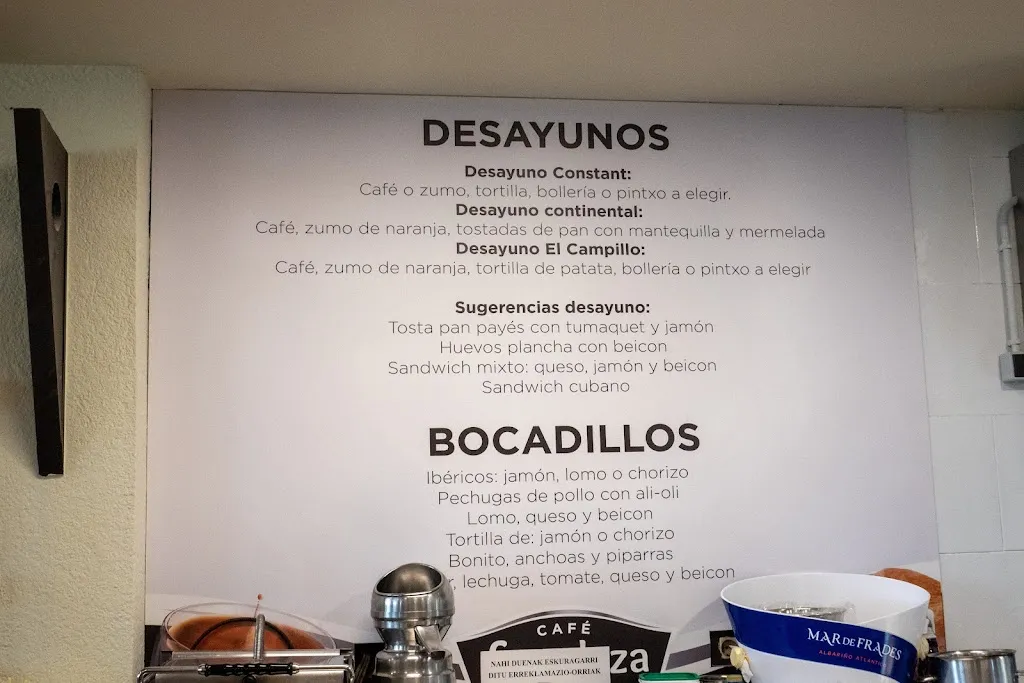 DESAYUNOS
Desayuno Constant:
Café o zumo, tortilla, bollería o pintxo a elegir.
Desayuno continental:
Café, zumo de naranja, tostadas de pan con mantequilla y mermelada
Desayuno El Campillo:
Café, zumo de naranja, tortilla de patata, bollería o pintxo a elegir
Sugerencias desayuno:
Tosta pan payés con tumaquet y jamón
Huevos plancha con beicon
Sandwich mixto: queso, jamón y beicon
Sandwich cubano
BOCADILLOS
Ibéricos: jamón, lomo o chorizo
Pechugas de pollo con ali-oli
Lomo, queso y beicon
Tortilla de: jamón o chorizo
Bonito, anchoas y piparras
lechuga, tomate, queso y beicon
CAFÉ
NAHI DUENAK ESKURAGARRI
DITU ERREKLAMAZIO-ORRIAK
MAR DE FRADES
ALBARIÑO ATLÁNTICO